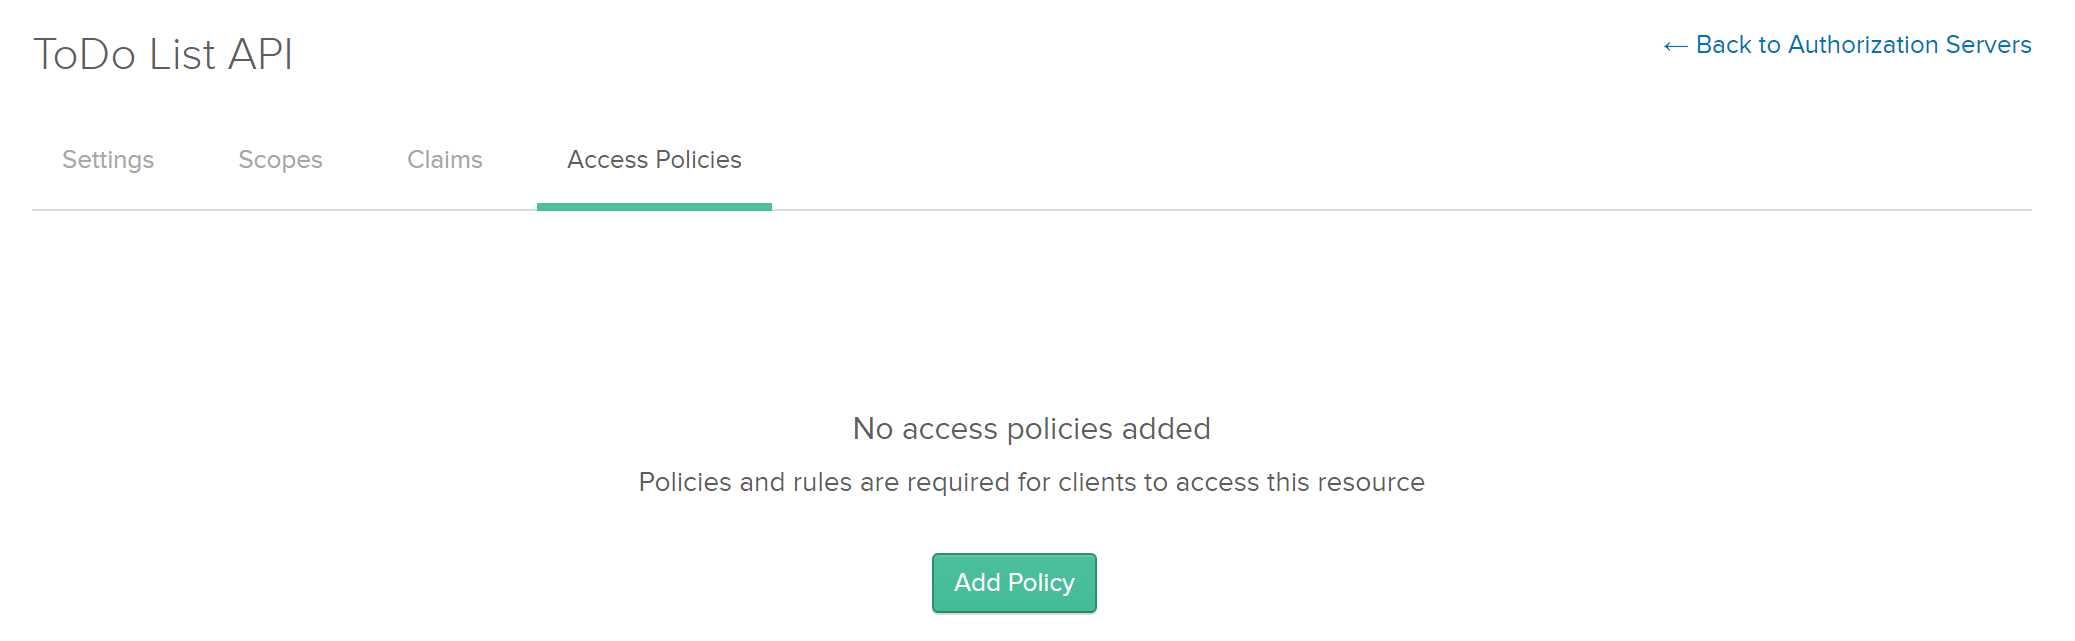 ToDo List API
← Back to Authorization Servers
Settings
Scopes
Claims
Access Policies
No access policies added
Policies and rules are required for clients to access this resource
Add Policy